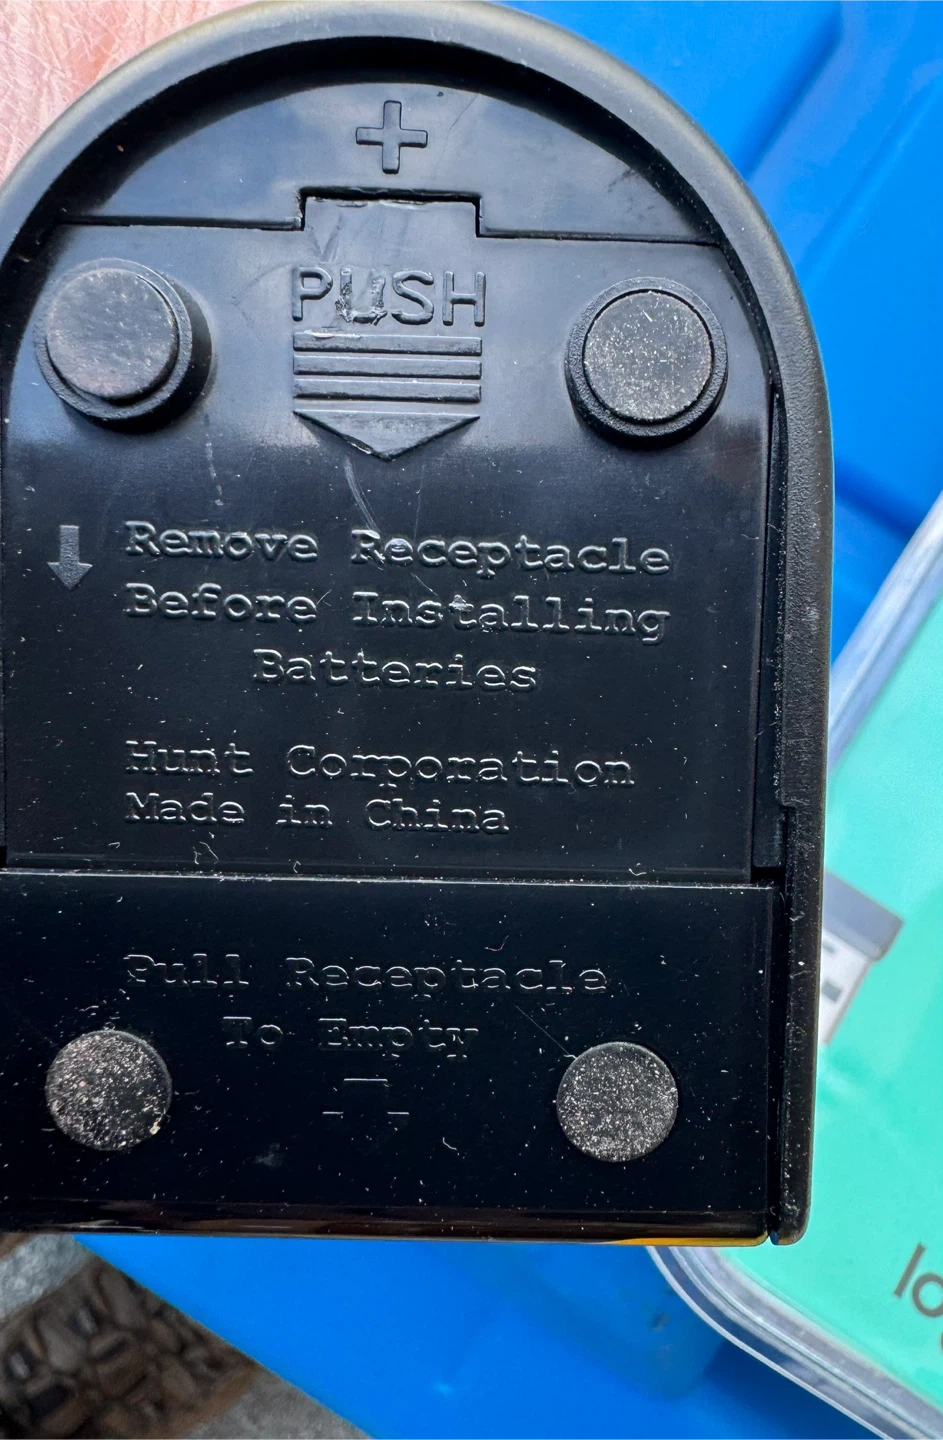 +
PUSH
Remove Receptacle
Before Installing
Batteries
Hunt Corporation
Made in China
Pull Receptacle
To Empty